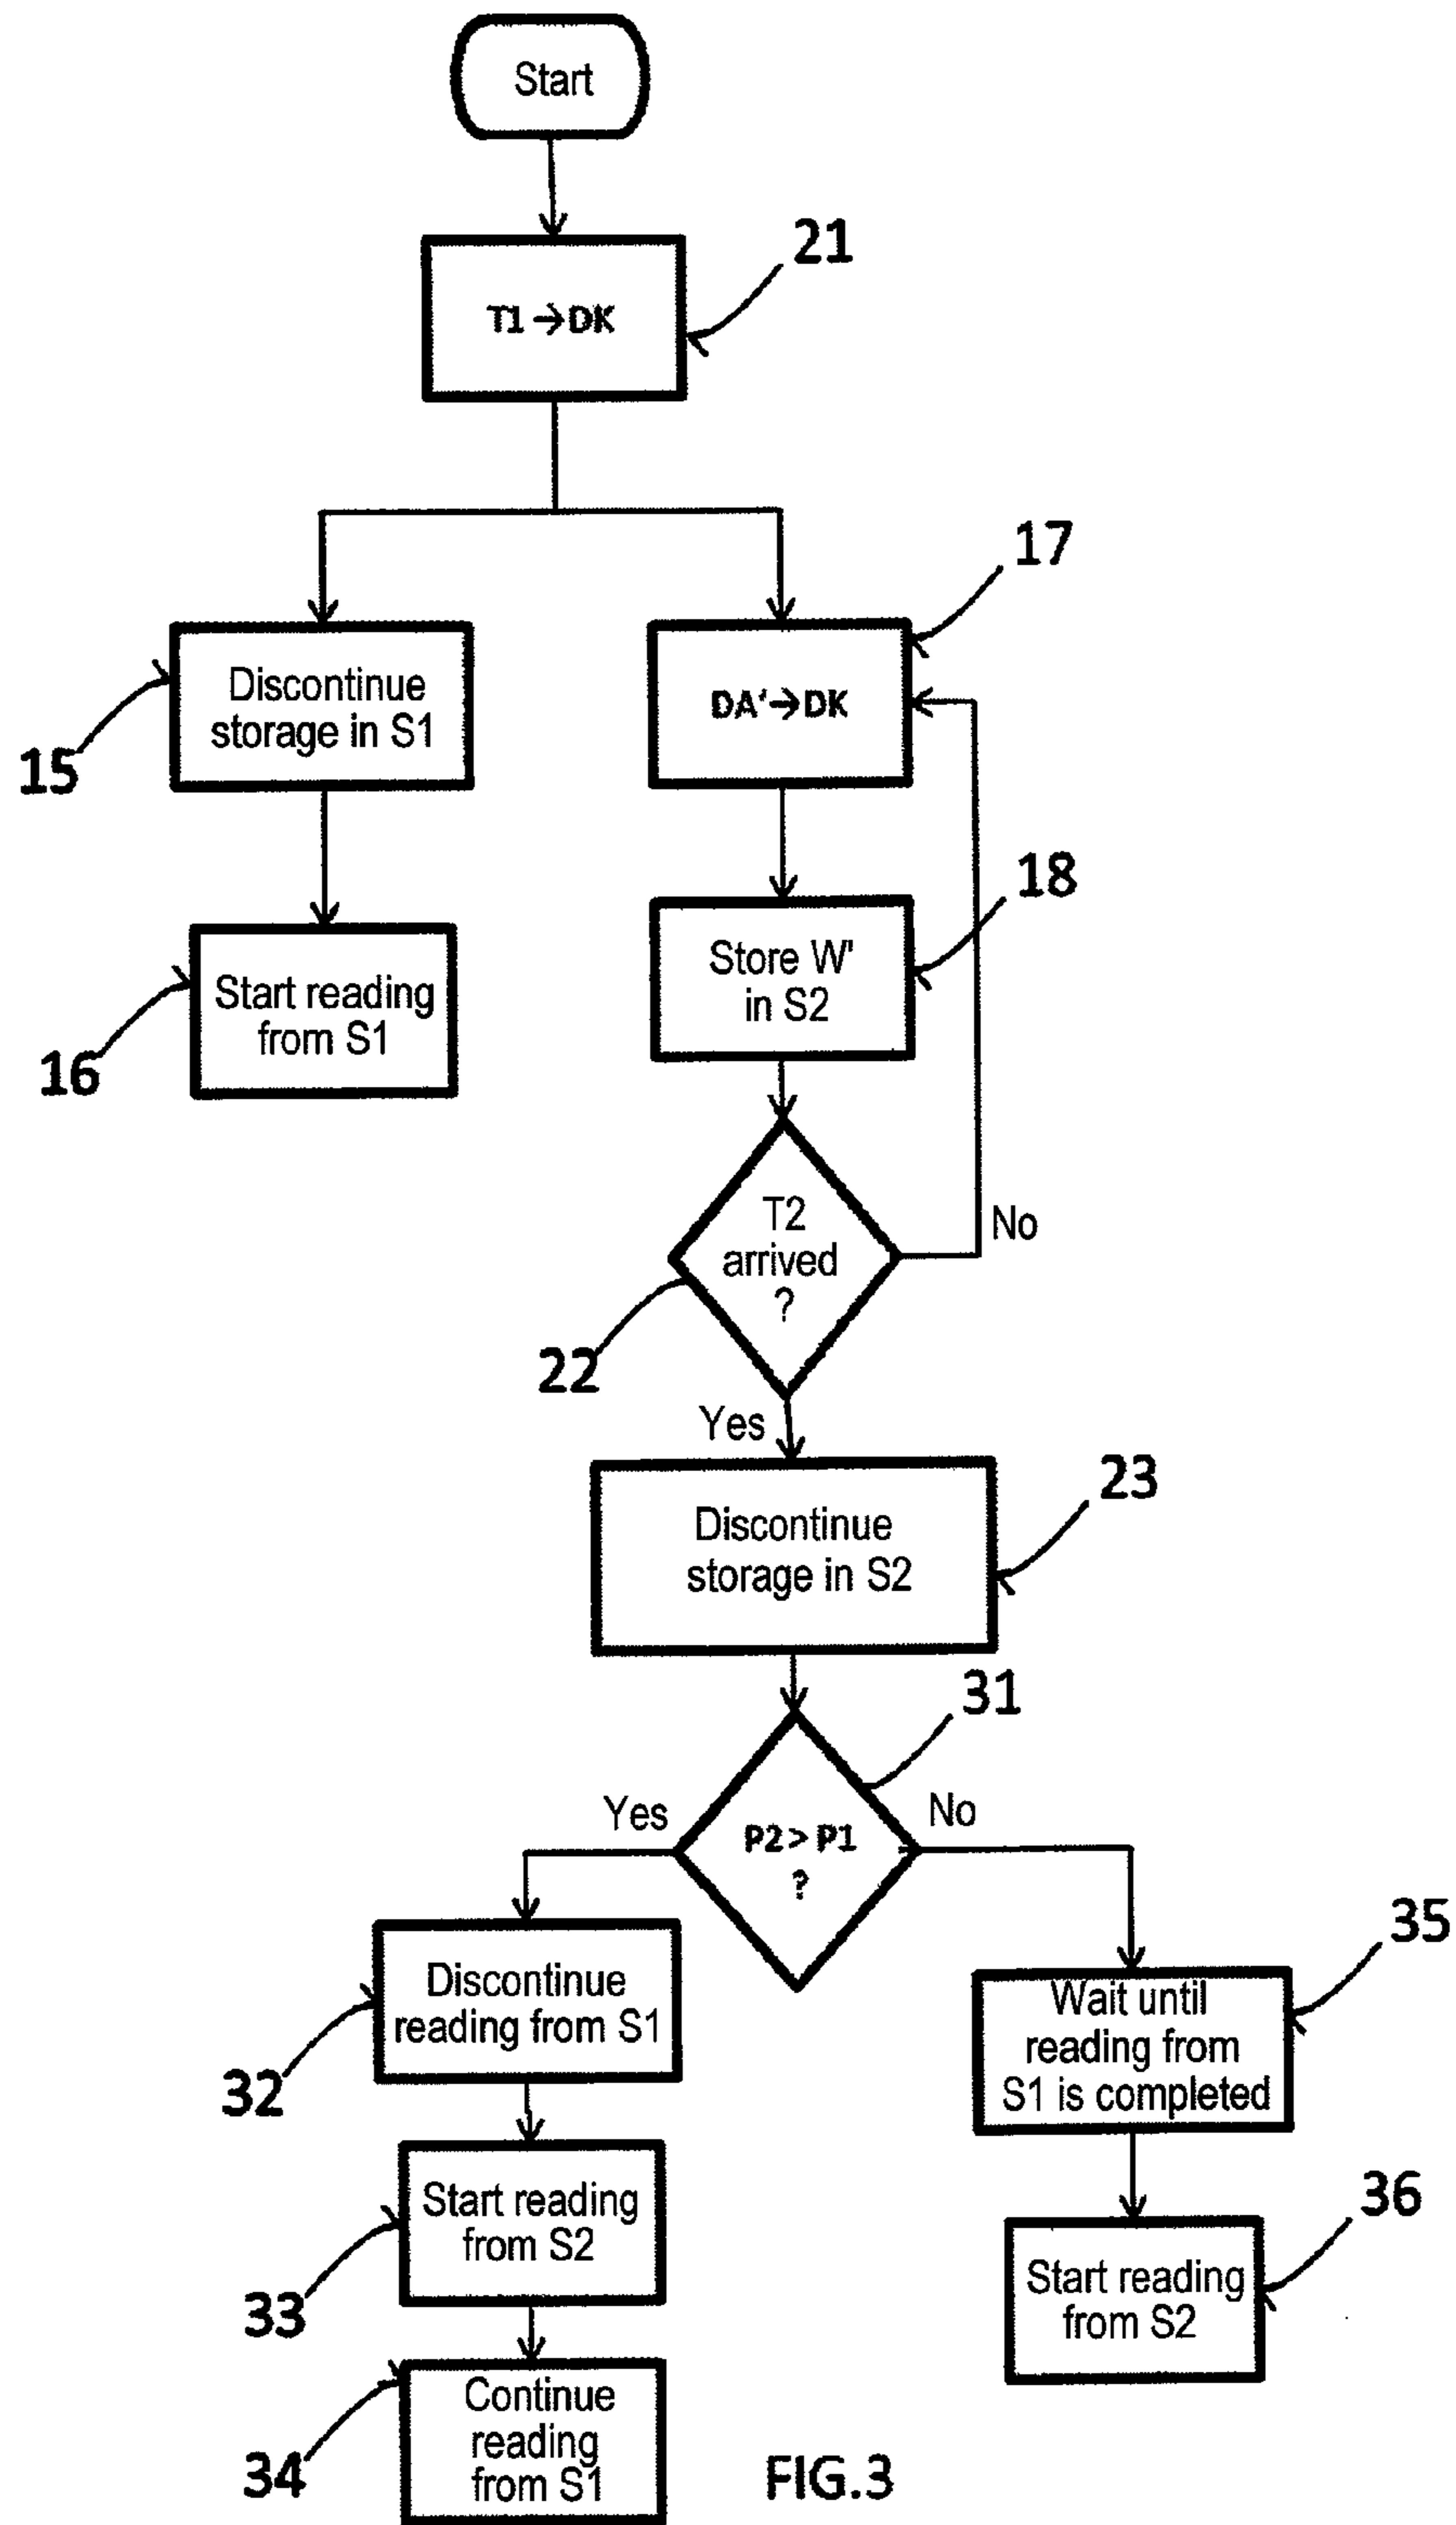 Start
21
T1→DK
17
15
Discontinue
storage in S1
DA'→DK
18
16
Start reading
from S1
Store W'
in S2
T2
arrived
?
No
22
Yes
23
Discontinue
storage in S2
31
Yes
No
P2> P1
?
35
32
Discontinue
reading from S1
Wait until
reading from
S1 is completed
33
Start reading
from S2
36
Start reading
from S2
34
Continue
reading
from S1
FIG.3